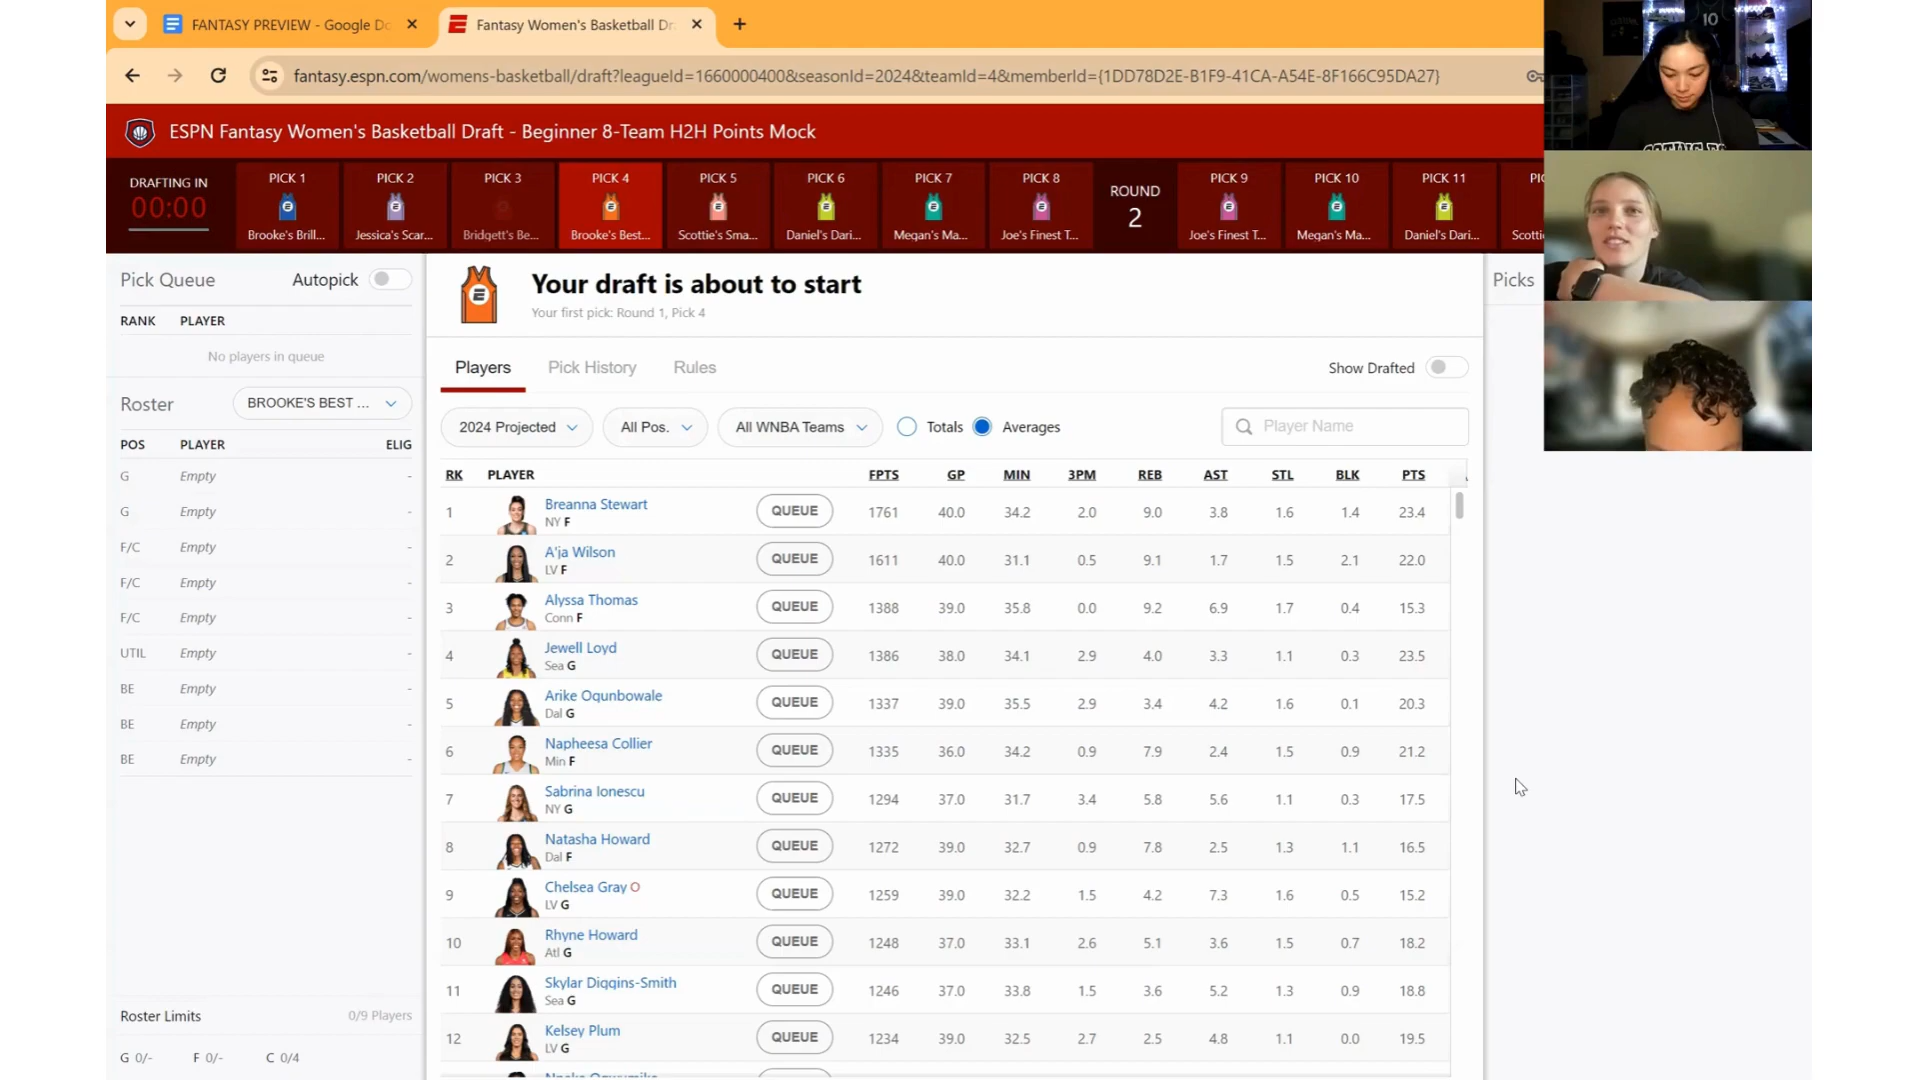 FANTASY PREVIEW - Google Do
Fantasy Women's Basketball Dr
fantasy.espn.com/womens-basketball/draft?leagueId=1660000400&seasonId=2024&teamId=4&memberId={1DD78D2E-B1F9-41CA-A54E-8F166C95DA27}
10
ESPN Fantasy Women's Basketball Draft - Beginner 8-Team H2H Points Mock
DRAFTING IN
00:00
PICK 1
Brooke's Brill...
PICK 2
Jessica's Scar...
PICK 3
Bridgett's Be...
PICK 4
Brooke's Best...
PICK 5
Scottie's Sma...
PICK 6
Daniel's Dari...
PICK 7
Megan's Ma...
PICK 8
Joe's Finest T...
ROUND
2
PICK 9
Joe's Finest T...
PICK 10
Megan's Ma...
PICK 11
Daniel's Dari...
PI
Scotti
Pick Queue
Autopick
RANK PLAYER
No players in queue
Roster
BROOKE'S BEST ...
POS PLAYER ELIG
G Empty -
G Empty -
F/C Empty -
F/C Empty -
F/C Empty -
UTIL Empty -
BE Empty -
BE Empty -
BE Empty -
Roster Limits 0/9 Players
G 0/- F 0/- C 0/4
Your draft is about to start
Your first pick: Round 1, Pick 4
Picks
Players Pick History Rules
Show Drafted
2024 Projected All Pos. All WNBA Teams Totals Averages
Player Name
RK PLAYER FPTS GP MIN 3PM REB AST STL BLK PTS
1 Breanna Stewart NY F QUEUE 1761 40.0 34.2 2.0 9.0 3.8 1.6 1.4 23.4
2 A'ja Wilson LV F QUEUE 1611 40.0 31.1 0.5 9.1 1.7 1.5 2.1 22.0
3 Alyssa Thomas Conn F QUEUE 1388 39.0 35.8 0.0 9.2 6.9 1.7 0.4 15.3
4 Jewell Loyd Sea G QUEUE 1386 38.0 34.1 2.9 4.0 3.3 1.1 0.3 23.5
5 Arike Ogunbowale Dal G QUEUE 1337 39.0 35.5 2.9 3.4 4.2 1.6 0.1 20.3
6 Napheesa Collier Min F QUEUE 1335 36.0 34.2 0.9 7.9 2.4 1.5 0.9 21.2
7 Sabrina Ionescu NY G QUEUE 1294 37.0 31.7 3.4 5.8 5.6 1.1 0.3 17.5
8 Natasha Howard Dal F QUEUE 1272 39.0 32.7 0.9 7.8 2.5 1.3 1.1 16.5
9 Chelsea Gray O LV G QUEUE 1259 39.0 32.2 1.5 4.2 7.3 1.6 0.5 15.2
10 Rhyne Howard Atl G QUEUE 1248 37.0 33.1 2.6 5.1 3.6 1.5 0.7 18.2
11 Skylar Diggins-Smith Sea G QUEUE 1246 37.0 33.8 1.5 3.6 5.2 1.3 0.9 18.8
12 Kelsey Plum LV G QUEUE 1234 39.0 32.5 2.7 2.5 4.8 1.1 0.0 19.5